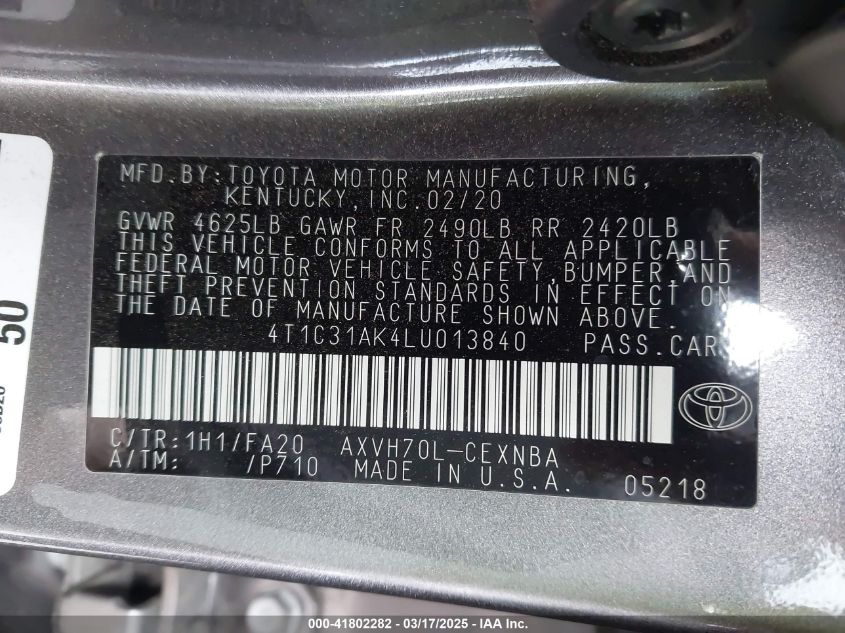 MFD.BY:TOYOTA MOTOR MANUFACTURING,
KENTUCKY,INC.02/20
GVWR 4625LB GAWR FR 2490LB RR 2420LB
THIS VEHICLE CONFORMS TO ALL APPLICABLE
FEDERAL MOTOR VEHICLE SAFETY,BUMPER,AND
THEFT PREVENTION STANDARDS IN EFFECT ON
THE DATE OF MANUFACTURE SHOWN ABOVE.
4T1C31AK4LU013840 PASS.CAR
C/TR:1H1/FA20 AXVH70L-CEXNBA
A/TM: /P710 MADE IN U.S.A. 05218
50
000-41802282 - 03/17/2025 - IAA Inc.